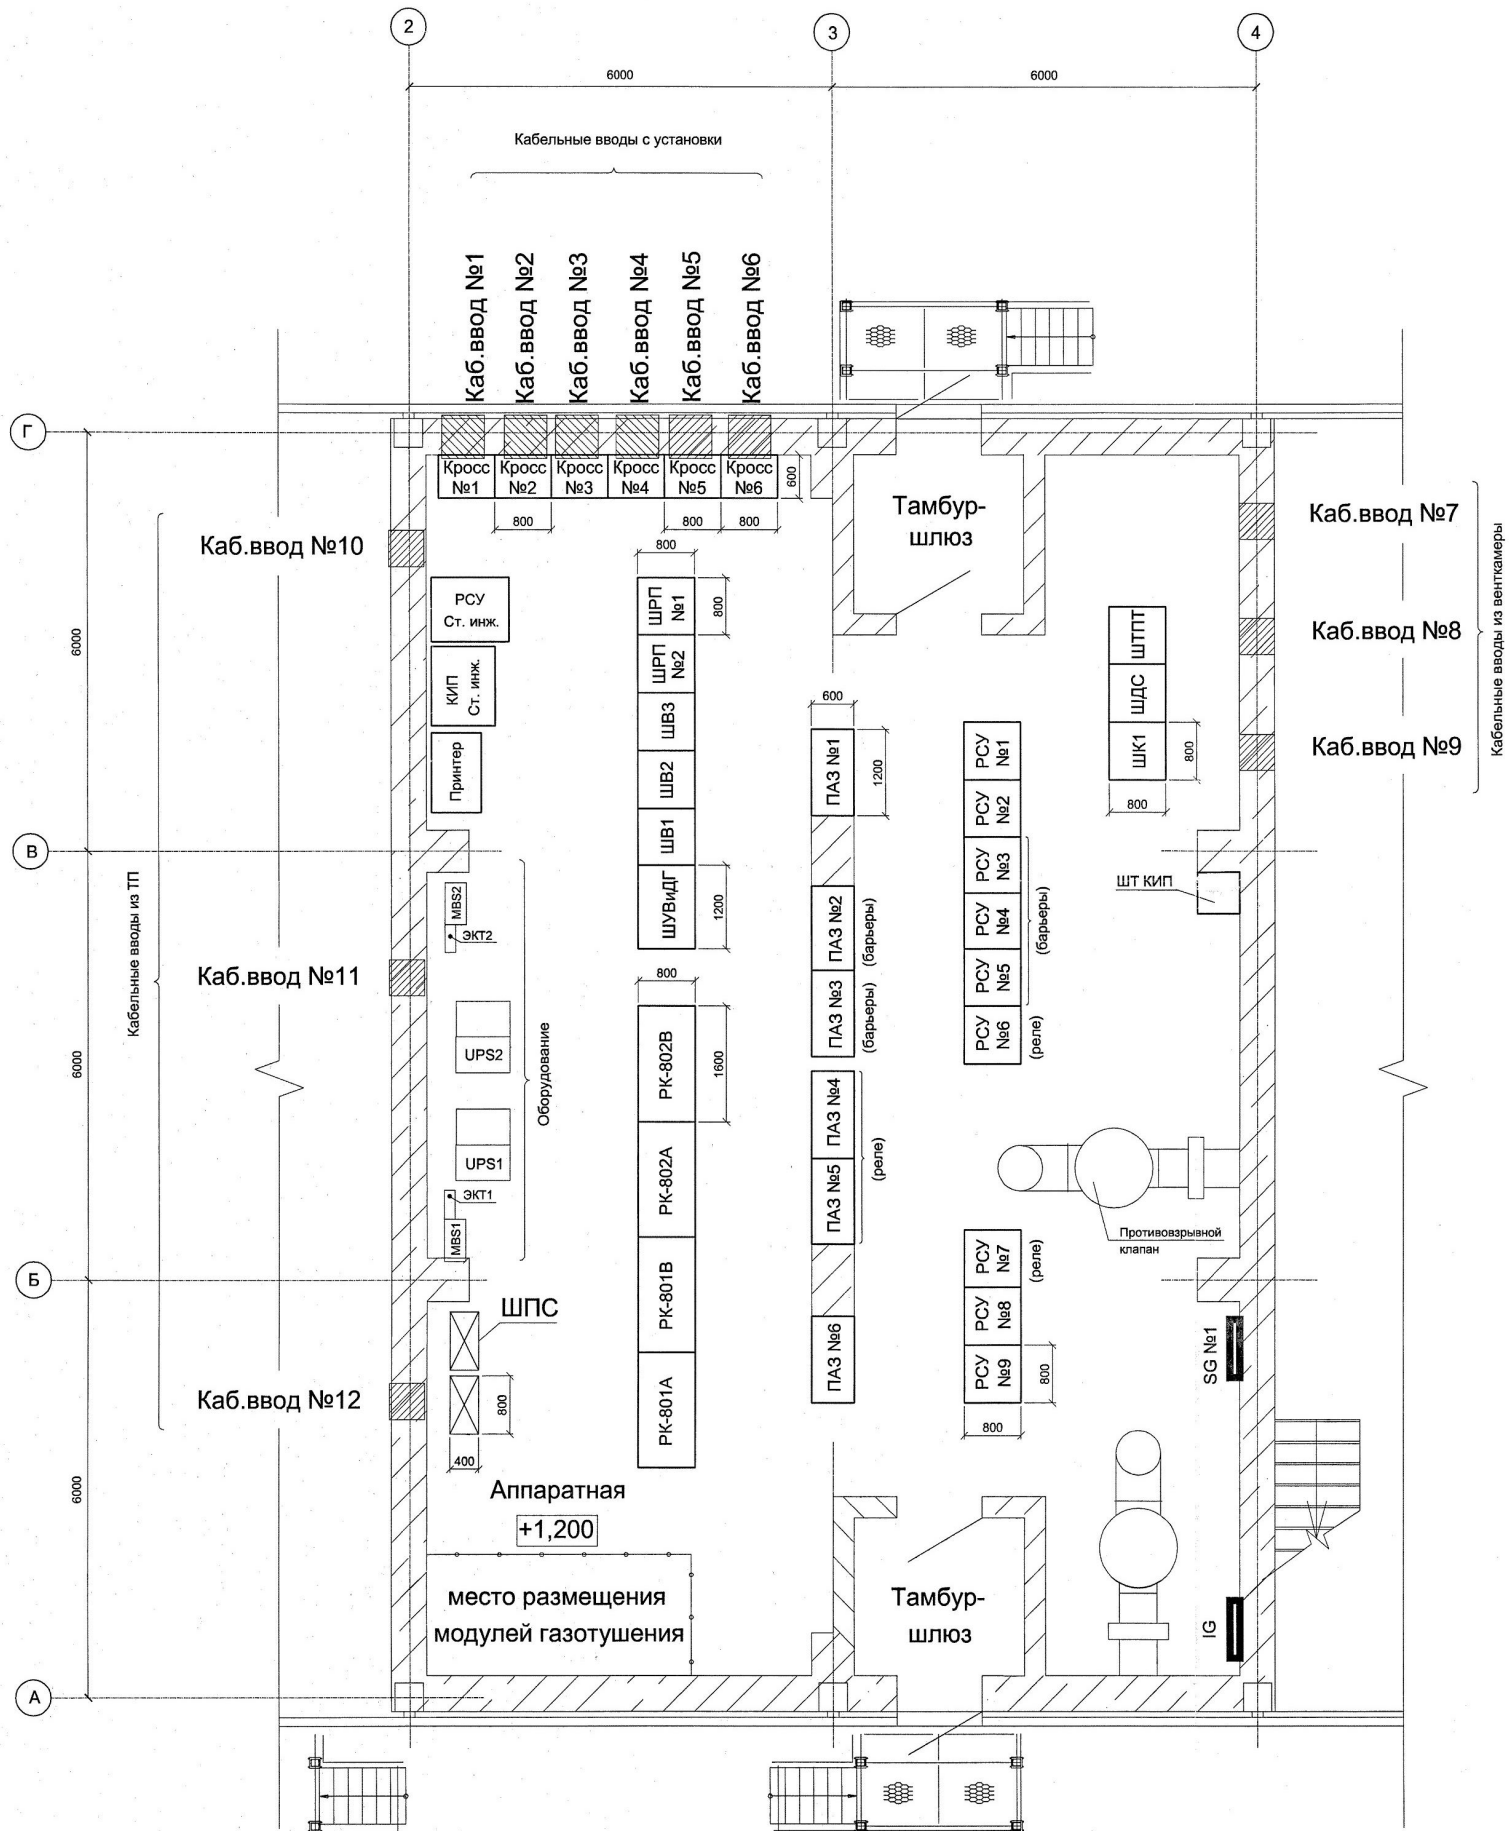 2
3
4
6000
6000
Кабельные вводы с установки
Каб.ввод №1
Каб.ввод №2
Каб.ввод №3
Каб.ввод №4
Каб.ввод №5
Каб.ввод №6
Г
Кросс
№1
Кросс
№2
Кросс
№3
Кросс
№4
Кросс
№5
Кросс
№6
600
800
800
800
Тамбур-
шлюз
Каб.ввод №7
Каб.ввод №8
Каб.ввод №9
Кабельные вводы из венткамеры
Каб.ввод №10
6000
РСУ
Ст. инж.
КИП
Ст. инж.
Принтер
800
ШРП
№1
800
ШРП
№2
ШВ3
ШВ2
ШВ1
ШУВиДГ
1200
600
ПАЗ №1
1200
ПАЗ №2
(барьеры)
ПАЗ №3
(барьеры)
ПАЗ №4
ПАЗ №5
(реле)
ПАЗ №6
РСУ
№1
РСУ
№2
РСУ
№3
РСУ
№4
РСУ
№5
(барьеры)
РСУ
№6
(реле)
ШТПТ
ШДС
ШК1
800
800
В
ШТ КИП
Кабельные вводы из ТП
MBS2
ЭКТ2
Каб.ввод №11
UPS2
Оборудование
6000
UPS1
ЭКТ1
MBS1
800
РК-802В
1600
РК-802А
РК-801В
РК-801А
Противовзрывной
клапан
РСУ
№7
(реле)
РСУ
№8
РСУ
№9
800
800
Б
ШПС
SG №1
Каб.ввод №12
800
400
6000
Аппаратная
+1,200
место размещения
модулей газотушения
Тамбур-
шлюз
IG
А